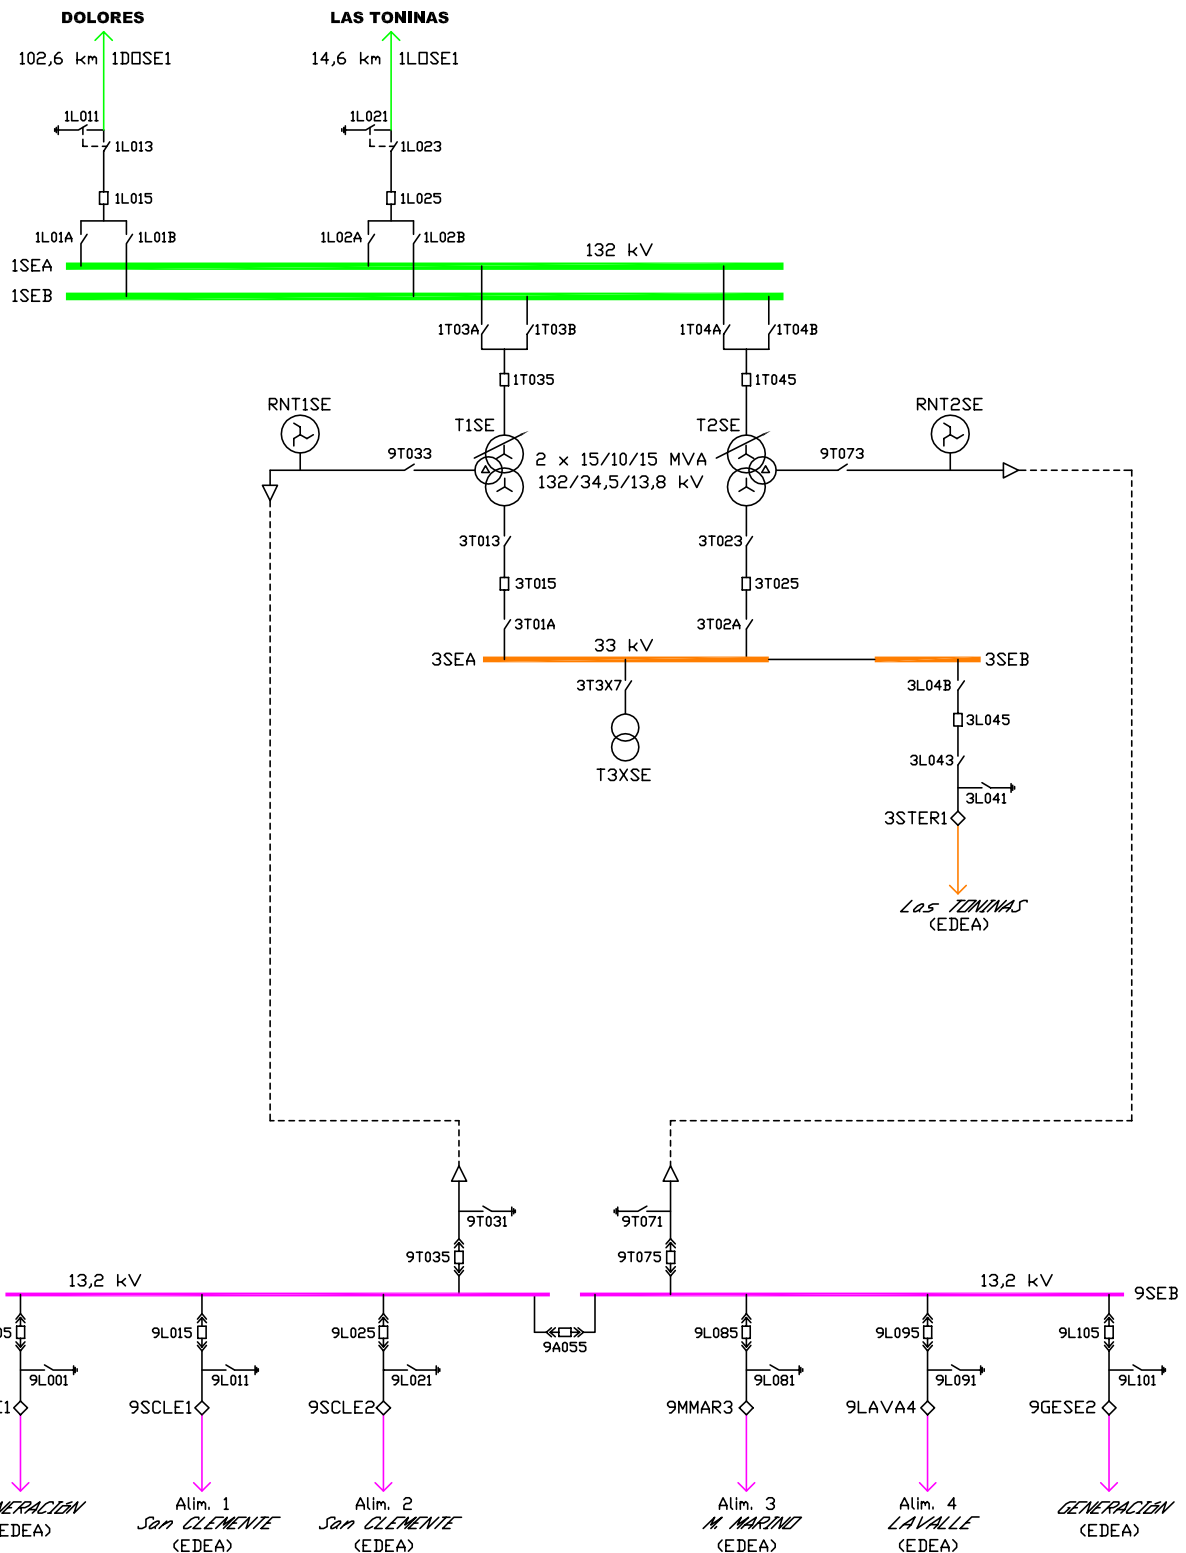 DOLORES
LAS TONINAS
102,6 km 1DOSE1
14,6 km 1LOSE1
1L011
1L021
1L013
1L023
1L015
1L025
1L01A
1L01B
1L02A
1L02B
132 kV
1SEA
1SEB
1T03A
1T03B
1T04A
1T04B
1T035
1T045
RNT1SE
RNT2SE
T1SE
T2SE
9T033
9T073
2 x 15/10/15 MVA
132/34,5/13,8 kV
3T013
3T023
3T015
3T025
3T01A
3T02A
33 kV
3SEA
3SEB
3T3X7
3L04B
3L045
3L043
T3XSE
3L041
3STER1
Las TONINAS
(EDEA)
9T031
9T071
9T035
9T075
13,2 kV
13,2 kV
9SEB
05
9L015
9L025
9A055
9L085
9L095
9L105
9L001
9L011
9L021
9L081
9L091
9L101
E1
9SCLE1
9SCLE2
9MMAR3
9LAVA4
9GESE2
NERACIÓN
(EDEA)
Alim. 1
San CLEMENTE
(EDEA)
Alim. 2
San CLEMENTE
(EDEA)
Alim. 3
M. MARINO
(EDEA)
Alim. 4
LAVALLE
(EDEA)
GENERACIÓN
(EDEA)